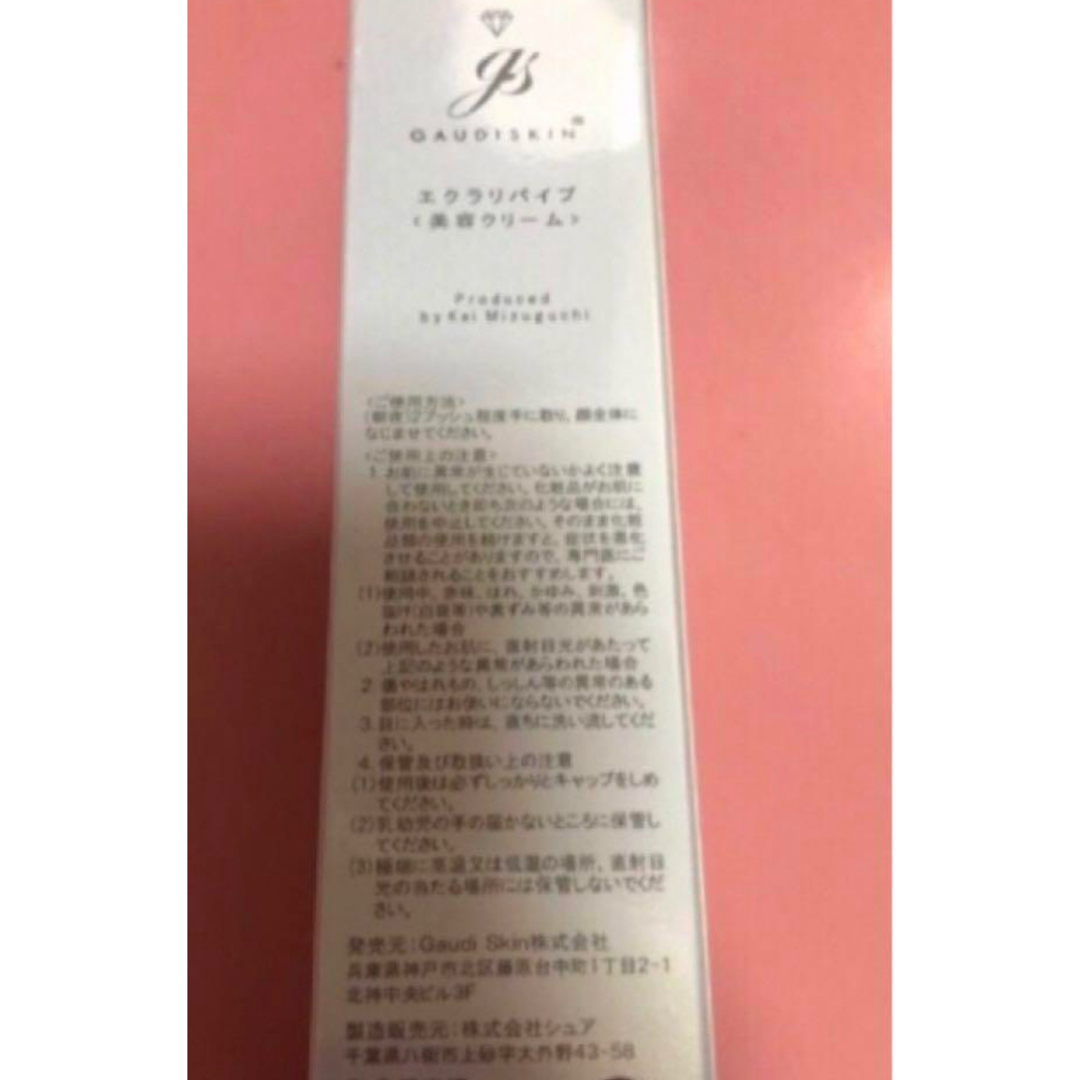 gs
GAUDISKIN
エクラリバイブ
<美容クリーム>
Produced
by Kei Mizuguchi
<ご使用方法>
(朝夜)2プッシュ程度手に取り、顔全体に
なじませてください。
<ご使用上の注意>
1.お肌に異常が生じていないかよく注意
して使用してください。化粧品がお肌に
合わないとき即ち次のような場合には、
使用を中止してください。そのまま化粧
品類の使用を続けますと、症状を悪化
させることがありますので、専門医にご
相談されることをおすすめします。
(1)使用中、赤味、はれ、かゆみ、刺激、色
抜け(白斑等)や黒ずみ等の異常があら
われた場合
(2)使用したお肌に、直射日光があたって
上記のような異常があらわれた場合
2.傷やはれもの、しっしん等の異常のある
部位にはお使いにならないでください。
3.目に入った時は、直ちに洗い流してくだ
さい。
4.保管及び取扱い上の注意
(1)使用後は必ずしっかりとキャップをしめ
てください。
(2)乳幼児の手の届かないところに保管し
てください。
(3)極端に高温又は低温の場所、直射日
光の当たる場所には保管しないでくだ
さい。
発売元:Gaudi Skin株式会社
兵庫県神戸市北区藤原台中町1丁目2-1
北神中央ビル3F
製造販売元:株式会社シュア
千葉県八街市上砂字大外野43-58